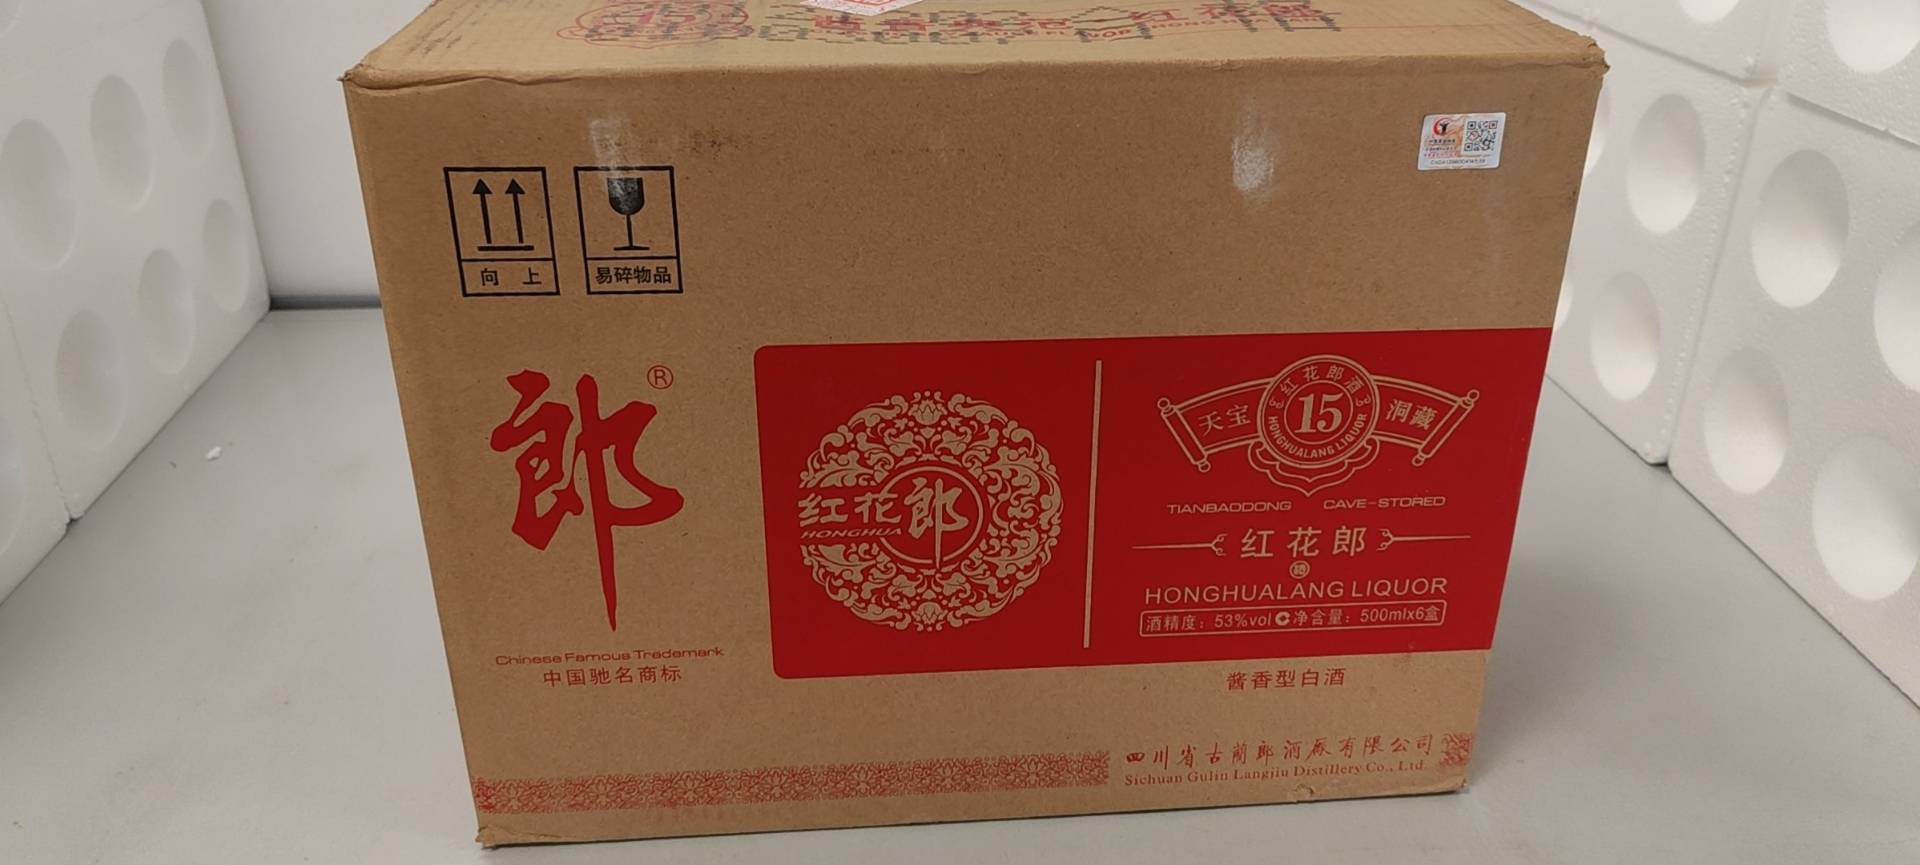 红花郎
向 上
易碎物品
郎®
Chinese Famous Trademark
中国驰名商标
红花郎
HONGHUA
红花郎酒
天宝
15
洞藏
HONGHUALANG LIQUOR
TIANBAODONG CAVE-STORED
红花郎
HONGHUALANG LIQUOR
酒精度：53%vol 净含量：500mlx6盒
酱香型白酒
四川省古蔺郎酒厂有限公司
Sichuan Gulin Langjiu Distillery Co., Ltd.